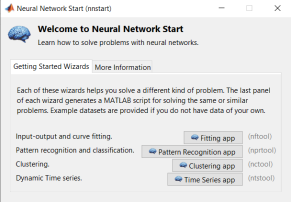 Neural Network Start (nnstart)
Welcome to Neural Network Start
Learn how to solve problems with neural networks.
Getting Started Wizards More Information
Each of these wizards helps you solve a different kind of problem. The last panel
of each wizard generates a MATLAB script for solving the same or similar
problems. Example datasets are provided if you do not have data of your own.
Input-output and curve fitting. Fitting app (nftool)
Pattern recognition and classification. Pattern Recognition app (nprtool)
Clustering. Clustering app (nctool)
Dynamic Time series. Time Series app (ntstool)